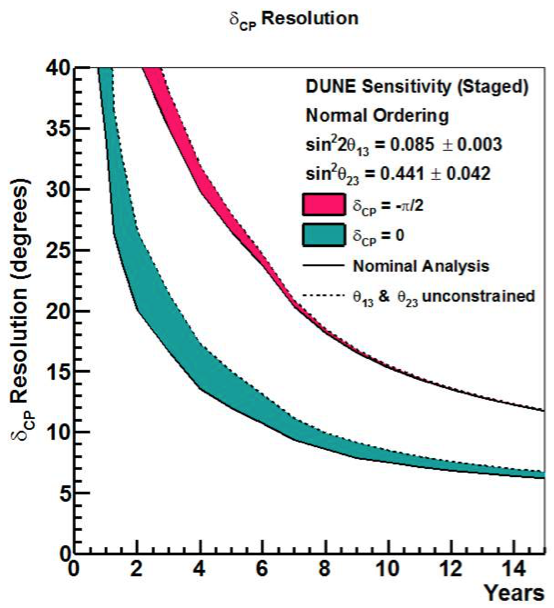 δCP Resolution
DUNE Sensitivity (Staged)
Normal Ordering
sin²2θ13 = 0.085 ± 0.003
sin²θ23 = 0.441 ± 0.042
δCP = -π/2
δCP = 0
Nominal Analysis
θ13 & θ23 unconstrained
δCP Resolution (degrees)
40
35
30
25
20
15
10
5
0
0 2 4 6 8 10 12 14
Years